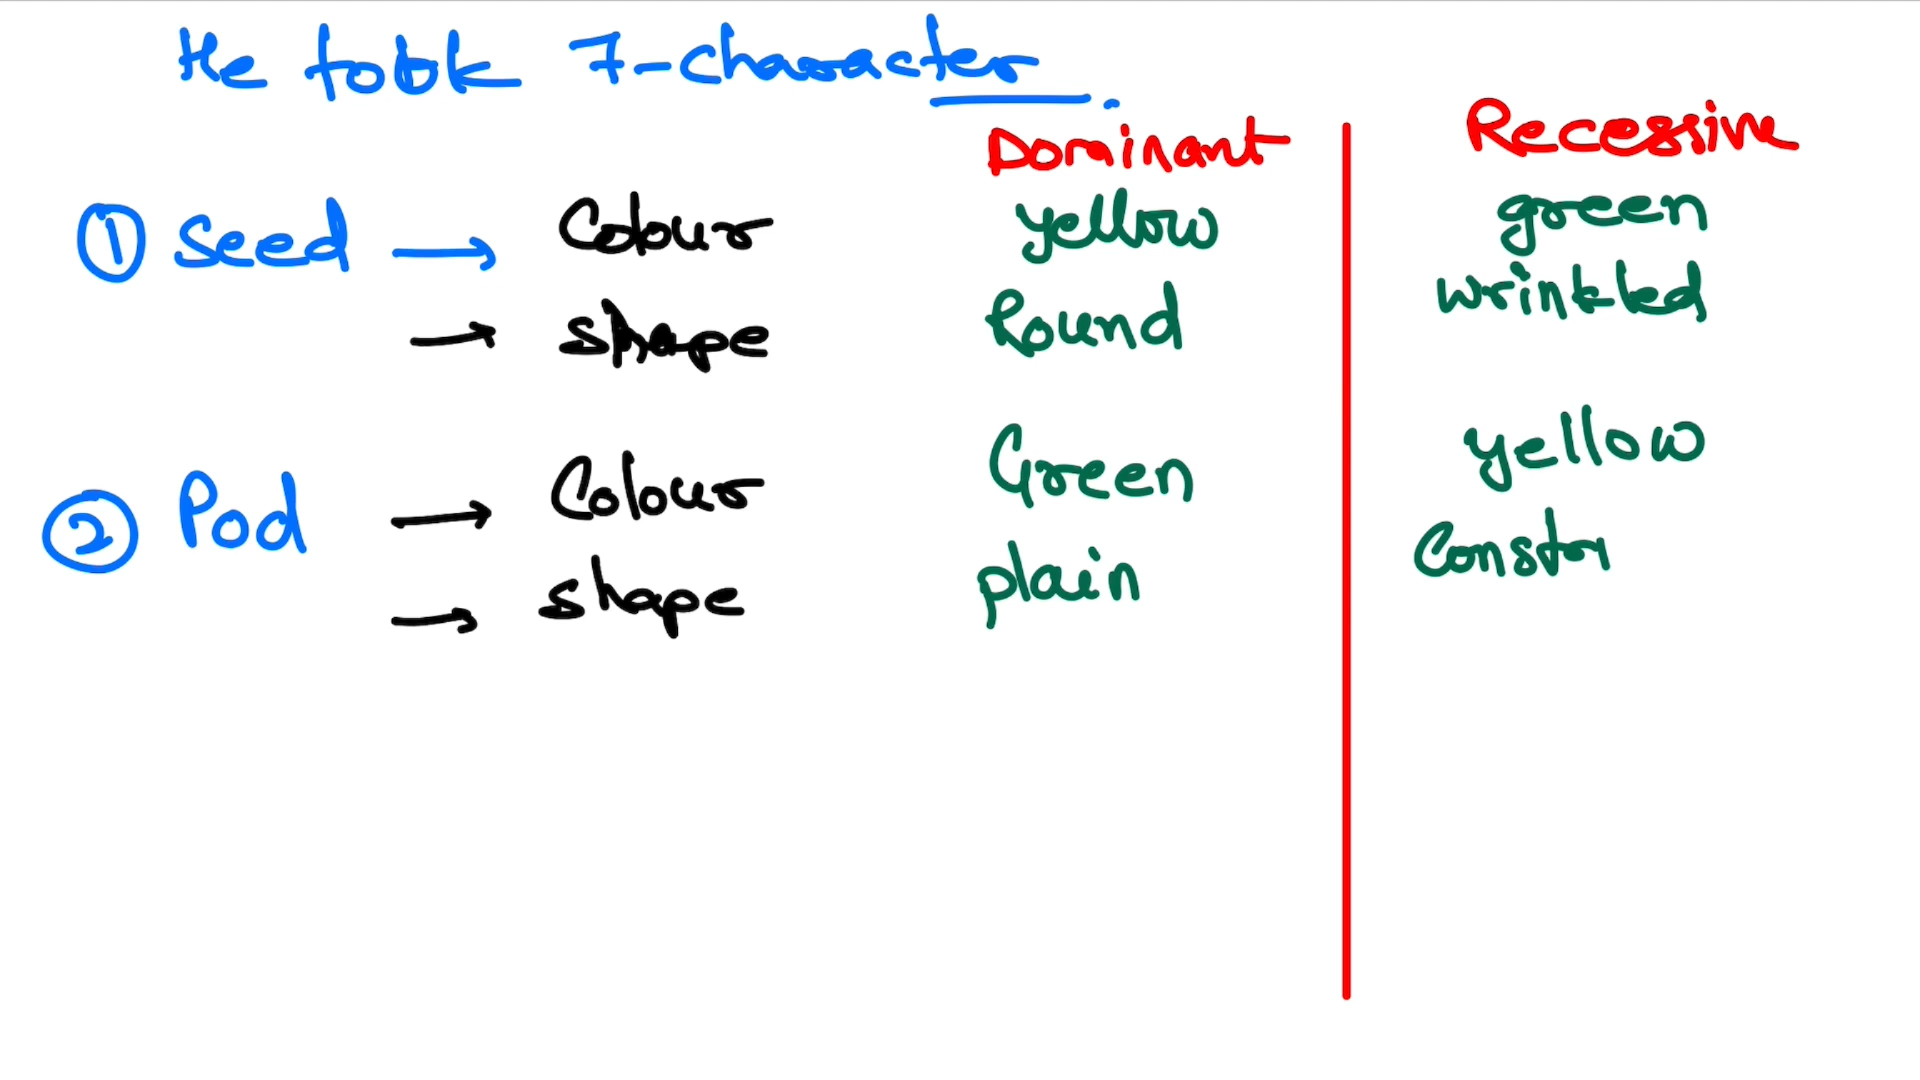 He took 7-character.
Dominant Recessive
① Seed → Colour yellow green
→ shape Round wrinkled
② Pod → Colour Green yellow
→ shape plain Constr